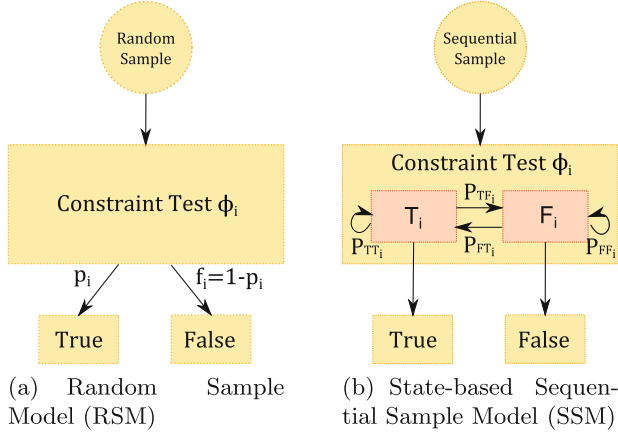 Random
Sample
Constraint Test ϕi
pi
fi=1-pi
True
False
(a) Random Sample
Model (RSM)
Sequential
Sample
Constraint Test ϕi
PTFi
Ti
Fi
PTTi
PFTi
PFFi
True
False
(b) State-based Sequen-
tial Sample Model (SSM)